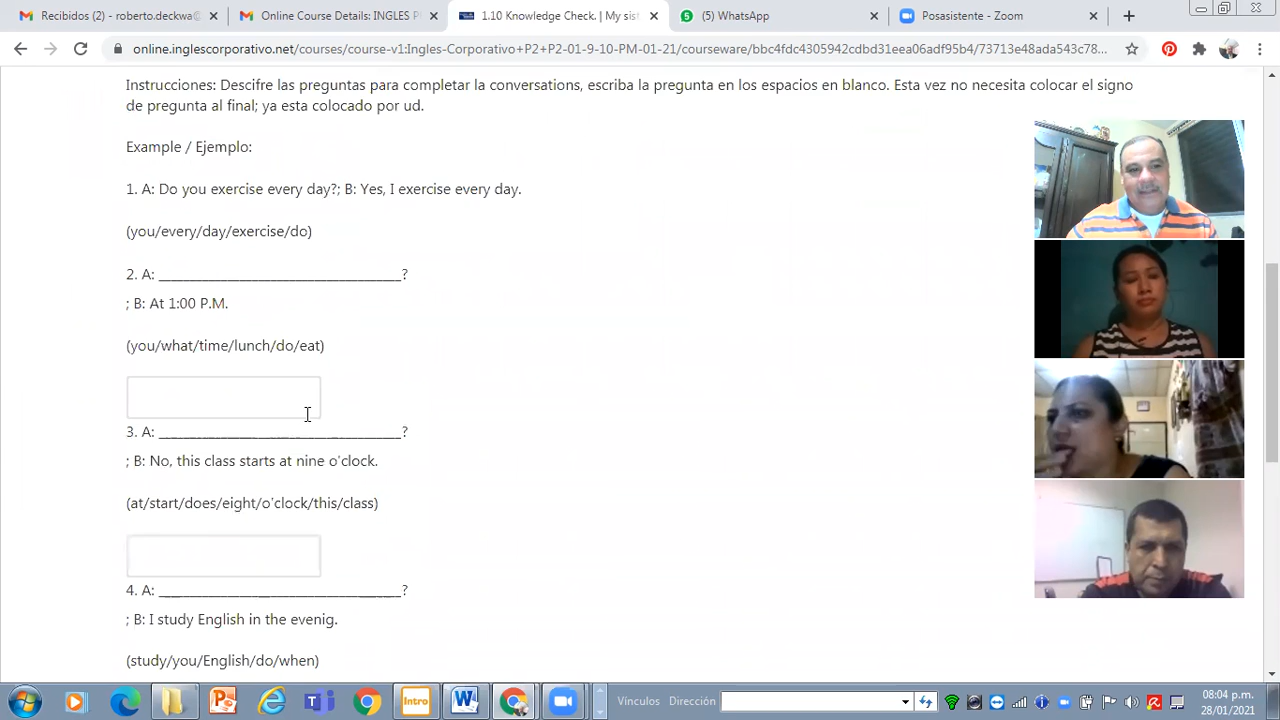 Recibidos (2) - roberto.deckwa@
Online Course Details: INGLES P
1.10 Knowledge Check. | My sist
(5) WhatsApp
Posasistente - Zoom
online.inglescorporativo.net/courses/course-v1:Ingles-Corporativo+P2+P2-01-9-10-PM-01-21/courseware/bbc4fdc4305942cdbd31eea06adf95b4/73713e48ada543c78...
Instrucciones: Descifre las preguntas para completar la conversations, escriba la pregunta en los espacios en blanco. Esta vez no necesita colocar el signo
de pregunta al final; ya esta colocado por ud.
Example / Ejemplo:
1. A: Do you exercise every day?; B: Yes, I exercise every day.
(you/every/day/exercise/do)
2. A: ___________________________________?
; B: At 1:00 P.M.
(you/what/time/lunch/do/eat)
3. A: ___________________________________?
; B: No, this class starts at nine o'clock.
(at/start/does/eight/o'clock/this/class)
4. A: ___________________________________?
; B: I study English in the evenig.
(study/you/English/do/when)
Intro
Vínculos
Dirección
08:04 p.m.
28/01/2021